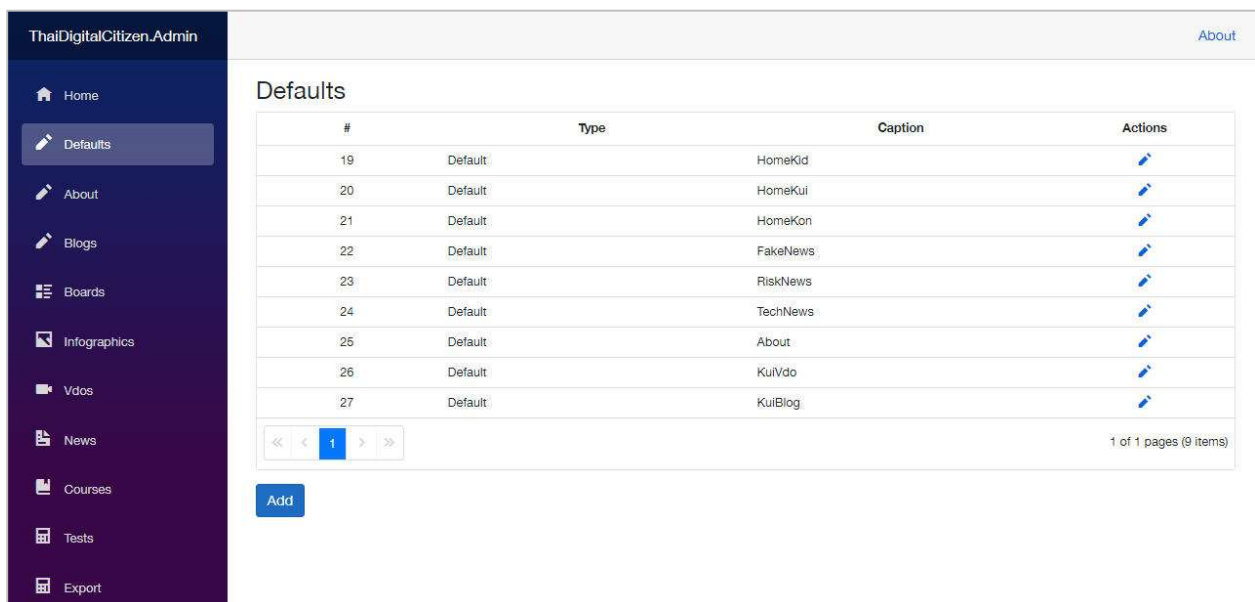 ThaiDigitalCitizen.Admin
About
Home
Defaults
About
Blogs
Boards
Infographics
Vdos
News
Courses
Tests
Export
Defaults
# Type Caption Actions
19 Default HomeKid
20 Default HomeKui
21 Default HomeKon
22 Default FakeNews
23 Default RiskNews
24 Default TechNews
25 Default About
26 Default KuiVdo
27 Default KuiBlog
« < 1 > » 1 of 1 pages (9 items)
Add